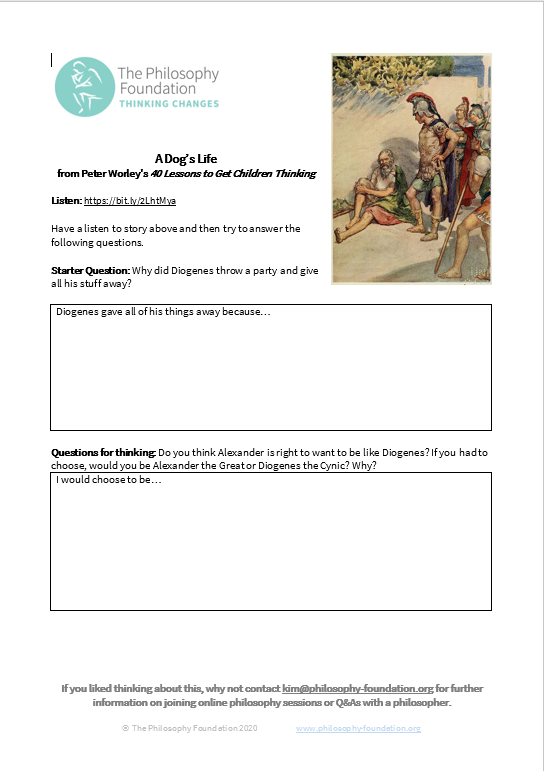 The Philosophy
Foundation
THINKING CHANGES
A Dog's Life
from Peter Worley's 40 Lessons to Get Children Thinking
Listen: https://bit.ly/2LhtMya
Have a listen to story above and then try to answer the
following questions.
Starter Question: Why did Diogenes throw a party and give
all his stuff away?
Diogenes gave all of his things away because…
Questions for thinking: Do you think Alexander is right to want to be like Diogenes? If you had to
choose, would you be Alexander the Great or Diogenes the Cynic? Why?
I would choose to be…
If you liked thinking about this, why not contact kim@philosophy-foundation.org for further
information on joining online philosophy sessions or Q&As with a philosopher.
© The Philosophy Foundation 2020 www.philosophy-foundation.org